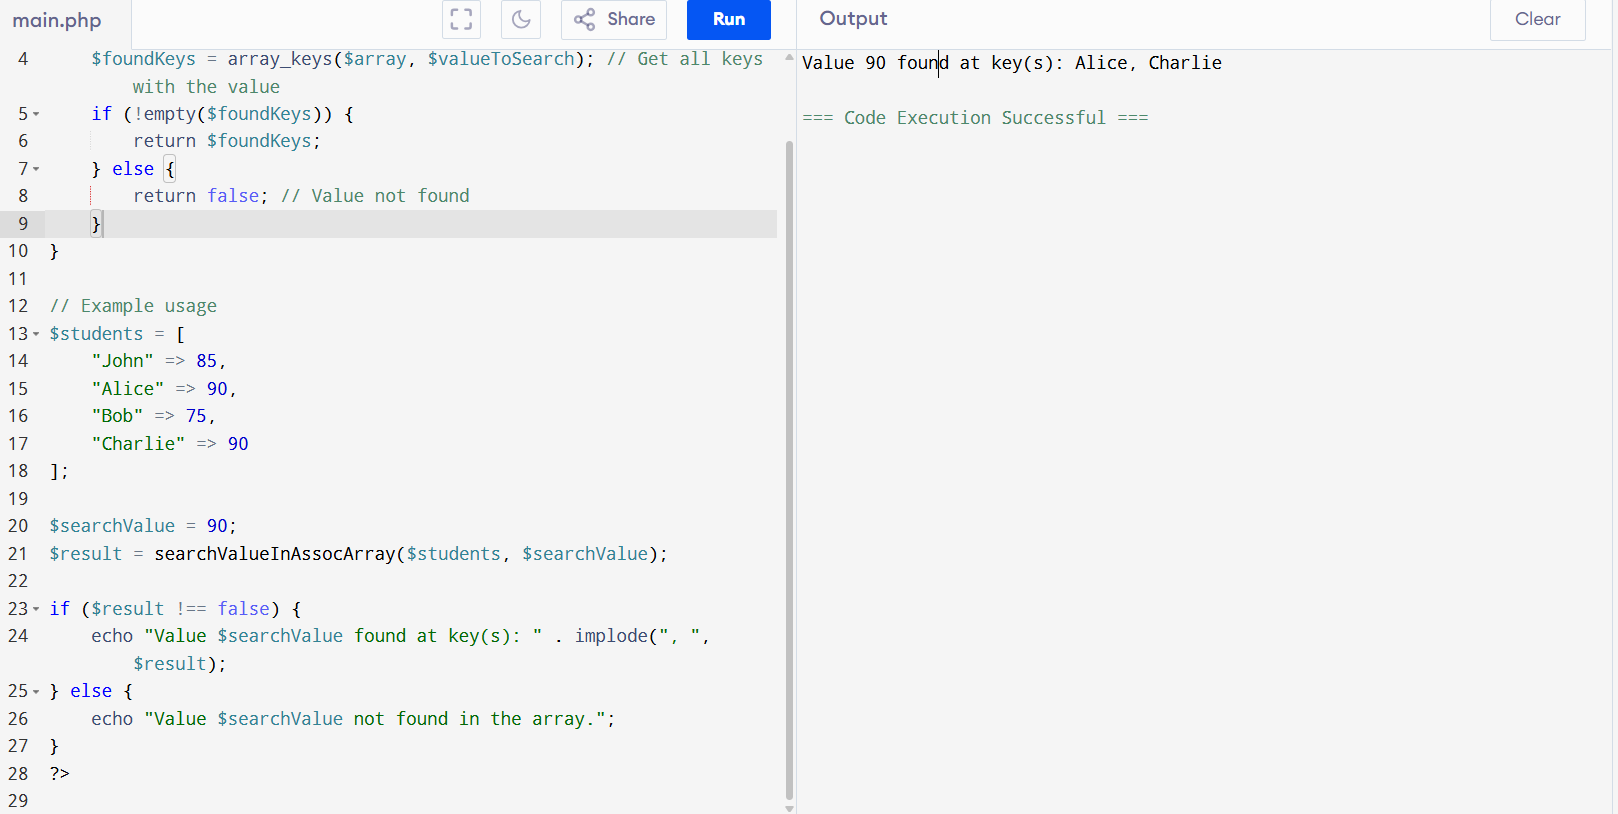 main.php
Share
Run
Output
Clear
4 $foundKeys = array_keys($array, $valueToSearch); // Get all keys
with the value
5 if (!empty($foundKeys)) {
6 return $foundKeys;
7 } else {
8 return false; // Value not found
9 }
10 }
11
12 // Example usage
13 $students = [
14 "John" => 85,
15 "Alice" => 90,
16 "Bob" => 75,
17 "Charlie" => 90
18 ];
19
20 $searchValue = 90;
21 $result = searchValueInAssocArray($students, $searchValue);
22
23 if ($result !== false) {
24 echo "Value $searchValue found at key(s): " . implode(", ",
$result);
25 } else {
26 echo "Value $searchValue not found in the array.";
27 }
28 ?>
29
Value 90 found at key(s): Alice, Charlie
=== Code Execution Successful ===